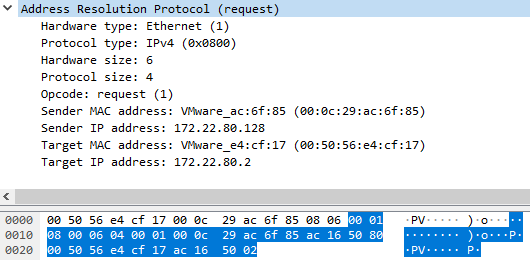 Address Resolution Protocol (request)
Hardware type: Ethernet (1)
Protocol type: IPv4 (0x0800)
Hardware size: 6
Protocol size: 4
Opcode: request (1)
Sender MAC address: VMware_ac:6f:85 (00:0c:29:ac:6f:85)
Sender IP address: 172.22.80.128
Target MAC address: VMware_e4:cf:17 (00:50:56:e4:cf:17)
Target IP address: 172.22.80.2
0000 00 50 56 e4 cf 17 00 0c 29 ac 6f 85 08 06 00 01 ·PV····· )·o·····
0010 08 00 06 04 00 01 00 0c 29 ac 6f 85 ac 16 50 80 ········ )·o···P·
0020 00 50 56 e4 cf 17 ac 16 50 02 ·PV····· P·